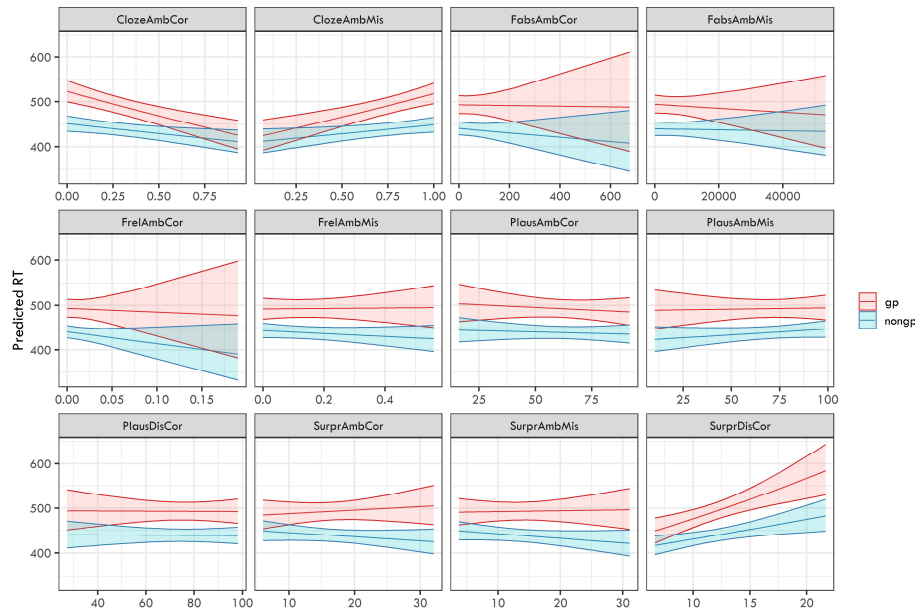 ClozeAmbCor ClozeAmbMis FabsAmbCor FabsAmbMis
600
500
400
0.00 0.25 0.50 0.75 0.25 0.50 0.75 1.00 0 200 400 600 0 20000 40000
FrelAmbCor FrelAmbMis PlausAmbCor PlausAmbMis
600
500
400
0.00 0.05 0.10 0.15 0.0 0.2 0.4 25 50 75 25 50 75 100
PlausDisCor SurprAmbCor SurprAmbMis SurprDisCor
600
500
400
40 60 80 100 10 20 30 10 20 30 10 15 20
Predicted RT
gp
nongp